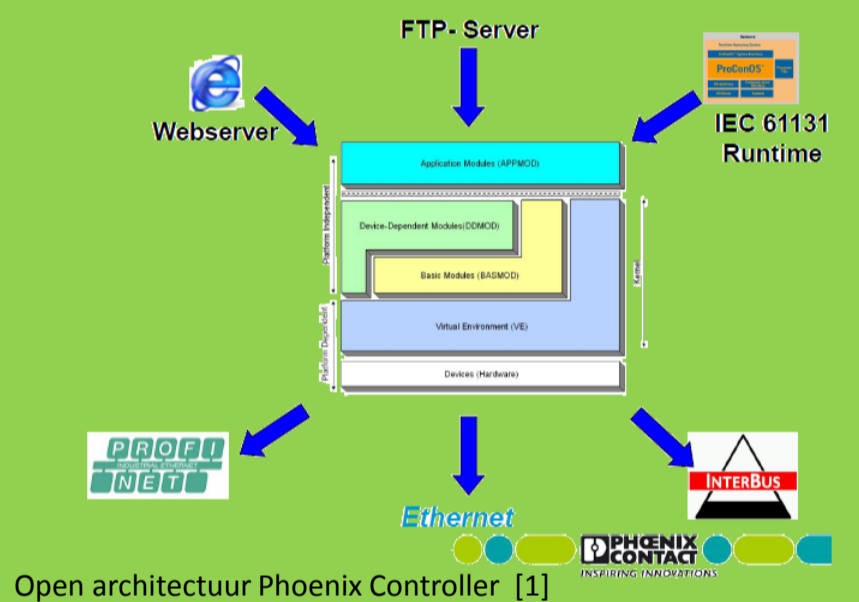 FTP- Server
Webserver
ProConOS
IEC 61131
Runtime
Application Modules (APPMOD)
Platform Independent
Device-Dependent Modules(DDMOD)
Basic Modules (BASMOD)
Kernel
Virtual Environment (VE)
Platform Dependent
Devices (Hardware)
PROFI
INDUSTRIAL ETHERNET
NET
INTERBUS
Ethernet
PHŒNIX
CONTACT
INSPIRING INNOVATIONS
Open architectuur Phoenix Controller [1]